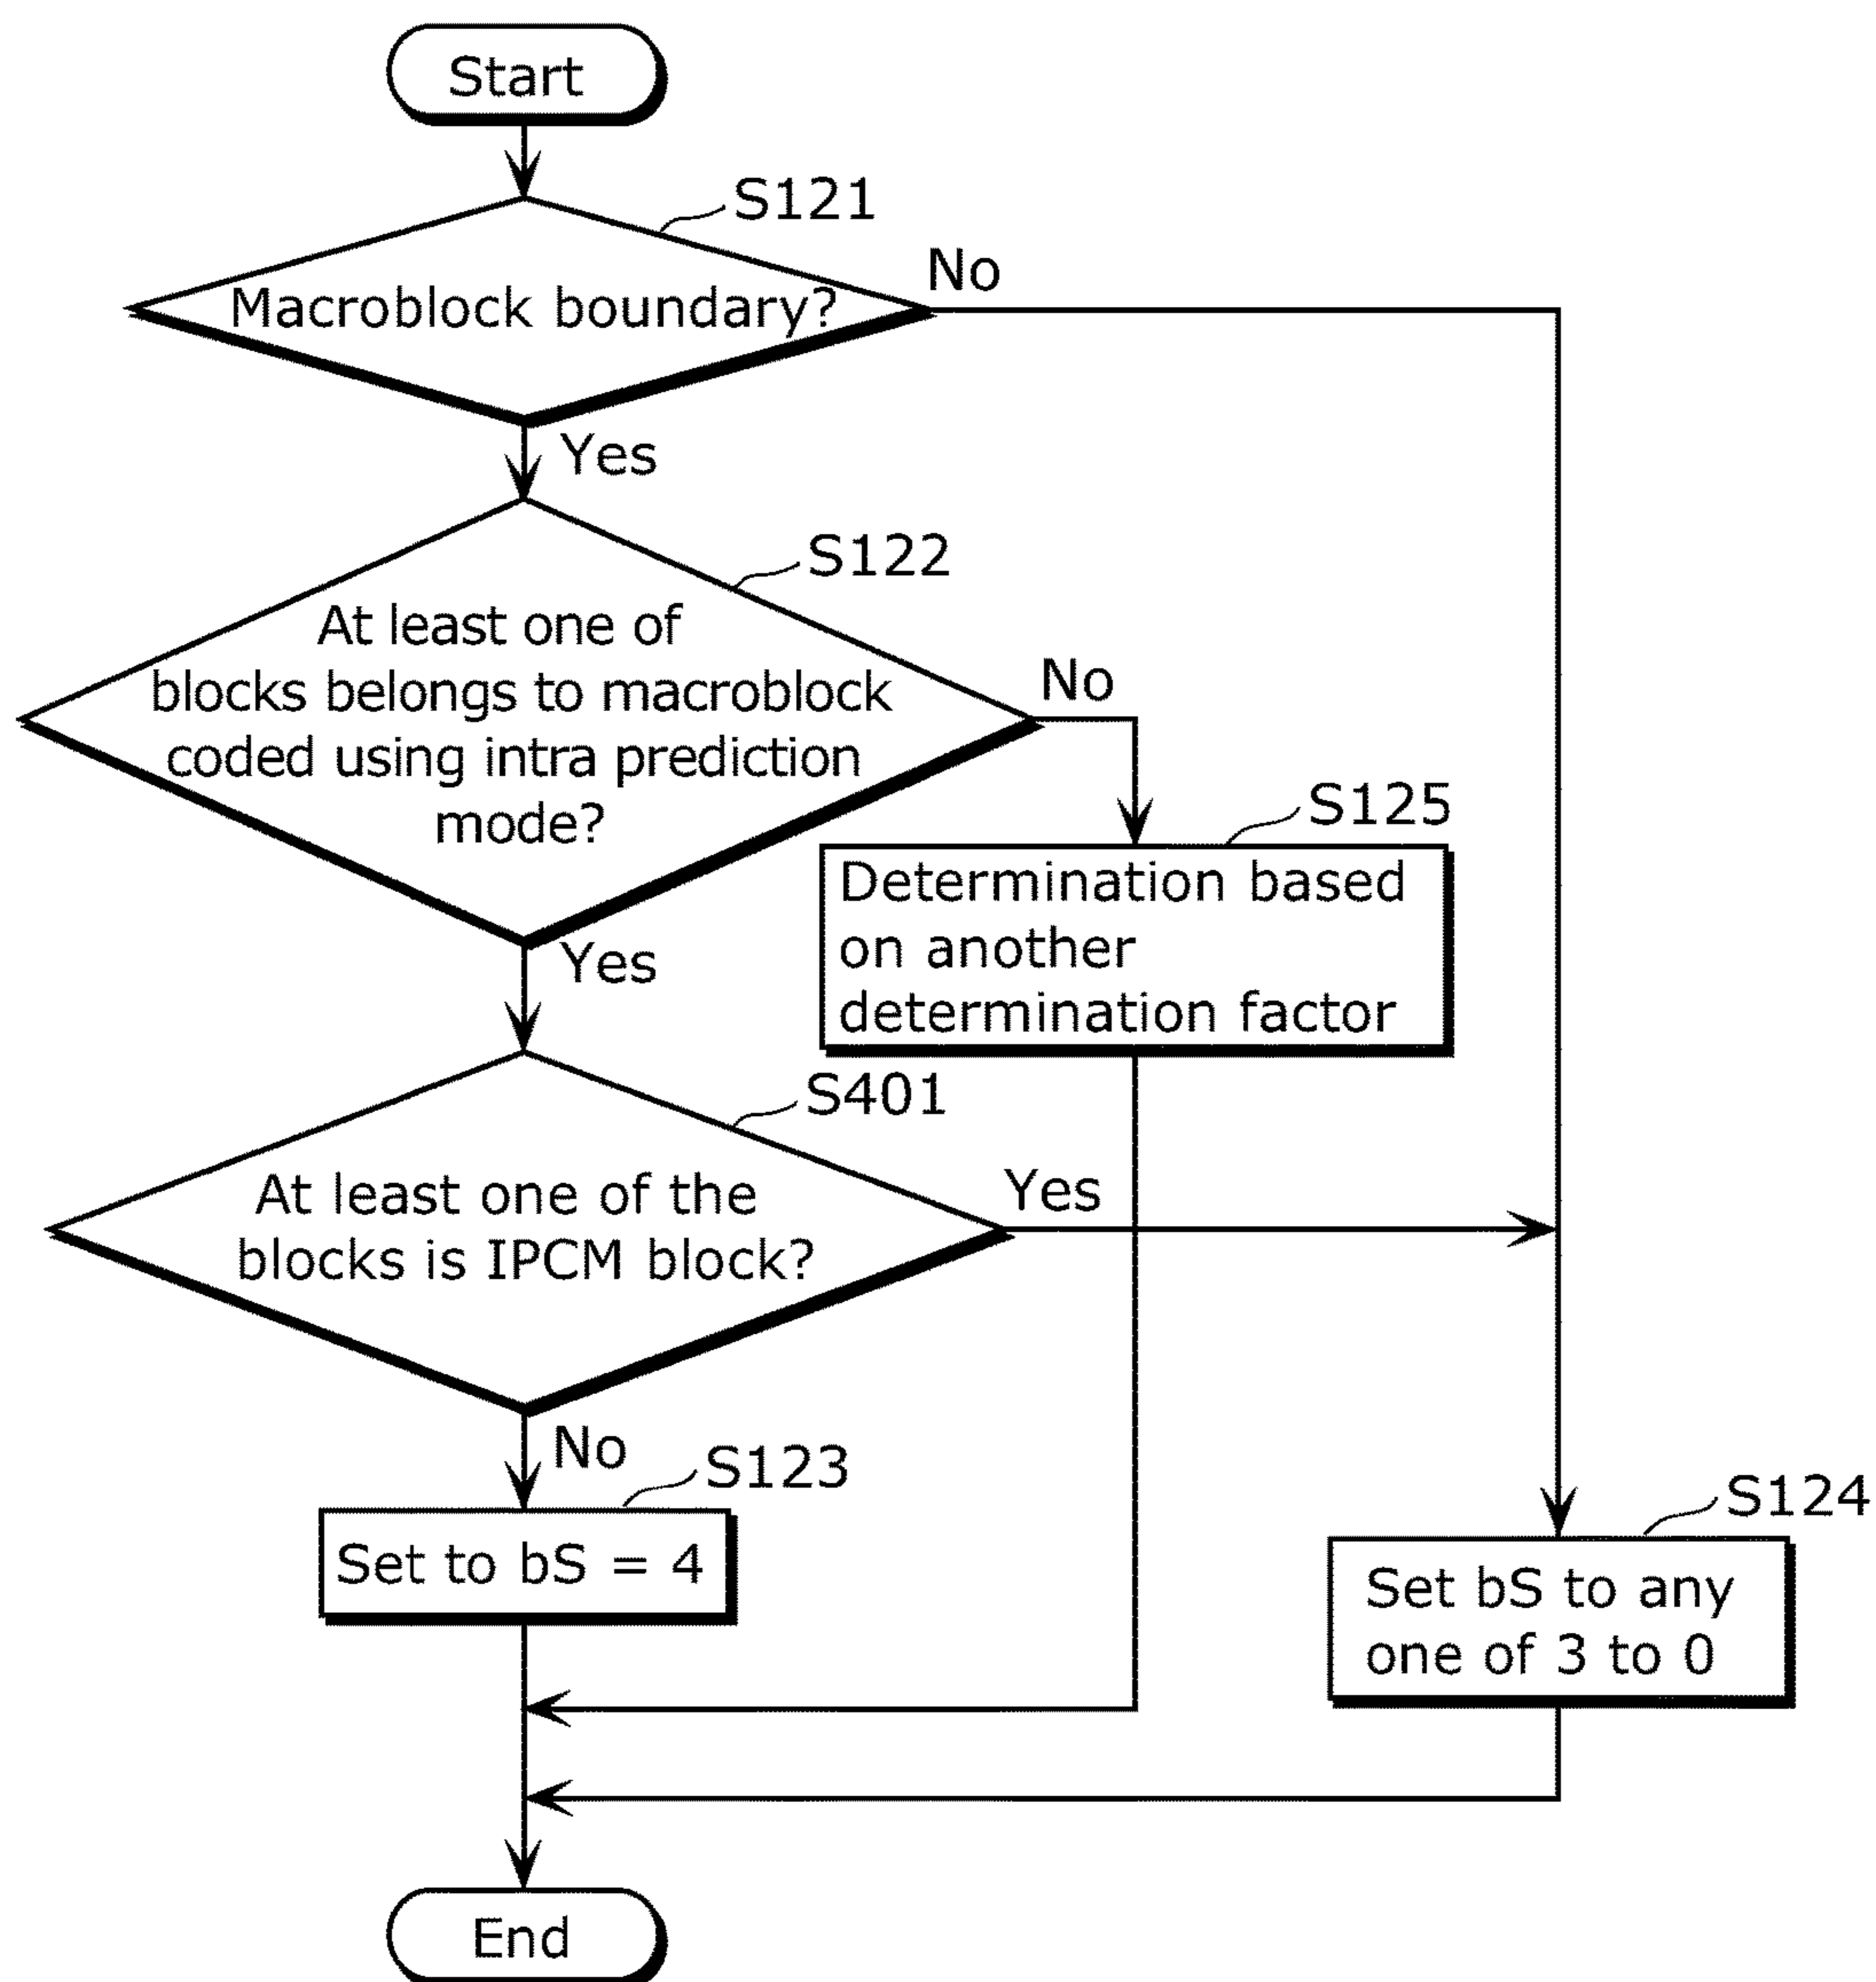 Start
S121
Macroblock boundary?
No
Yes
S122
At least one of
blocks belongs to macroblock
coded using intra prediction
mode?
No
S125
Determination based
on another
determination factor
Yes
S401
At least one of the
blocks is IPCM block?
Yes
No
S123
Set to bS = 4
S124
Set bS to any
one of 3 to 0
End